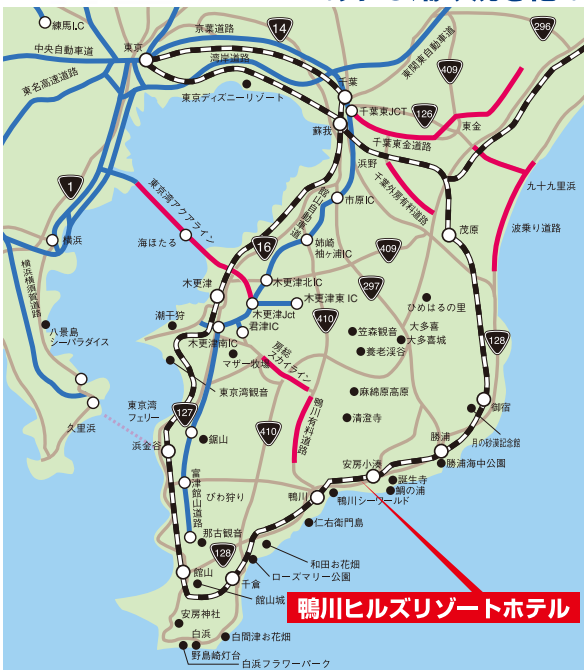 練馬I.C
京葉道路
14
296
中央自動車道
東京
湾岸道路
東関東自動車道
409
東名高速道路
東京ディズニーリゾート
千葉
千葉東JCT
126
東金
蘇我
千葉東金道路
浜野
千葉外房有料道路
九十九里浜
1
東京湾アクアライン
館山自動車道
市原IC
茂原
波乗り道路
横浜
海ほたる
16
姉崎
袖ヶ浦IC
409
横浜横須賀道路
木更津
木更津北IC
297
木更津東 IC
ひめはるの里
潮干狩
木更津Jct
君津IC
410
笠森観音
大多喜
大多喜城
128
八景島
シーパラダイス
木更津南IC
養老渓谷
マザー牧場
房総
スカイライン
東京湾観音
麻綿原高原
鴨川有料道路
東京湾
フェリー
127
清澄寺
御宿
久里浜
410
鋸山
月の砂漠記念館
浜金谷
勝浦
安房小湊
勝浦海中公園
富津館山道路
誕生寺
鯛の浦
びわ狩り
鴨川
鴨川シーワールド
仁右衛門島
那古観音
128
和田お花畑
館山
千倉
ローズマリー公園
館山城
鴨川ヒルズリゾートホテル
安房神社
白浜
白間津お花畑
野島崎灯台
白浜フラワーパーク